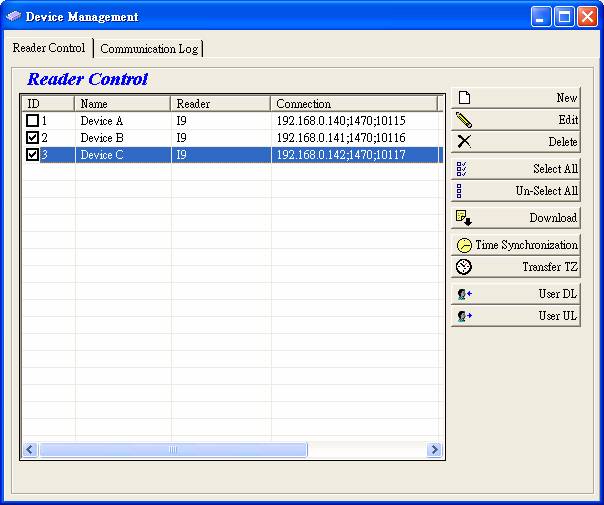 Device Management
Reader Control Communication Log
Reader Control
ID Name Reader Connection
1 Device A I9 192.168.0.140;1470;10115
2 Device B I9 192.168.0.141;1470;10116
3 Device C I9 192.168.0.142;1470;10117
New
Edit
Delete
Select All
Un-Select All
Download
Time Synchronization
Transfer TZ
User DL
User UL